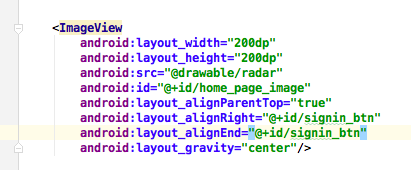 <ImageView
android:layout_width="200dp"
android:layout_height="200dp"
android:src="@drawable/radar"
android:id="@+id/home_page_image"
android:layout_alignParentTop="true"
android:layout_alignRight="@+id/signin_btn"
android:layout_alignEnd="@+id/signin_btn"
android:layout_gravity="center"/>